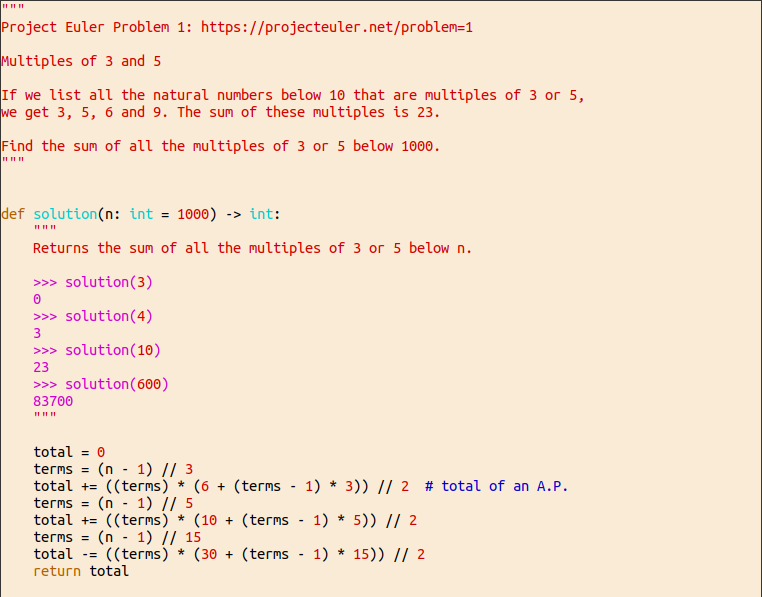 """
Project Euler Problem 1: https://projecteuler.net/problem=1

Multiples of 3 and 5

If we list all the natural numbers below 10 that are multiples of 3 or 5,
we get 3, 5, 6 and 9. The sum of these multiples is 23.

Find the sum of all the multiples of 3 or 5 below 1000.
"""


def solution(n: int = 1000) -> int:
    """
    Returns the sum of all the multiples of 3 or 5 below n.

    >>> solution(3)
    0
    >>> solution(4)
    3
    >>> solution(10)
    23
    >>> solution(600)
    83700
    """

    total = 0
    terms = (n - 1) // 3
    total += ((terms) * (6 + (terms - 1) * 3)) // 2  # total of an A.P.
    terms = (n - 1) // 5
    total += ((terms) * (10 + (terms - 1) * 5)) // 2
    terms = (n - 1) // 15
    total -= ((terms) * (30 + (terms - 1) * 15)) // 2
    return total